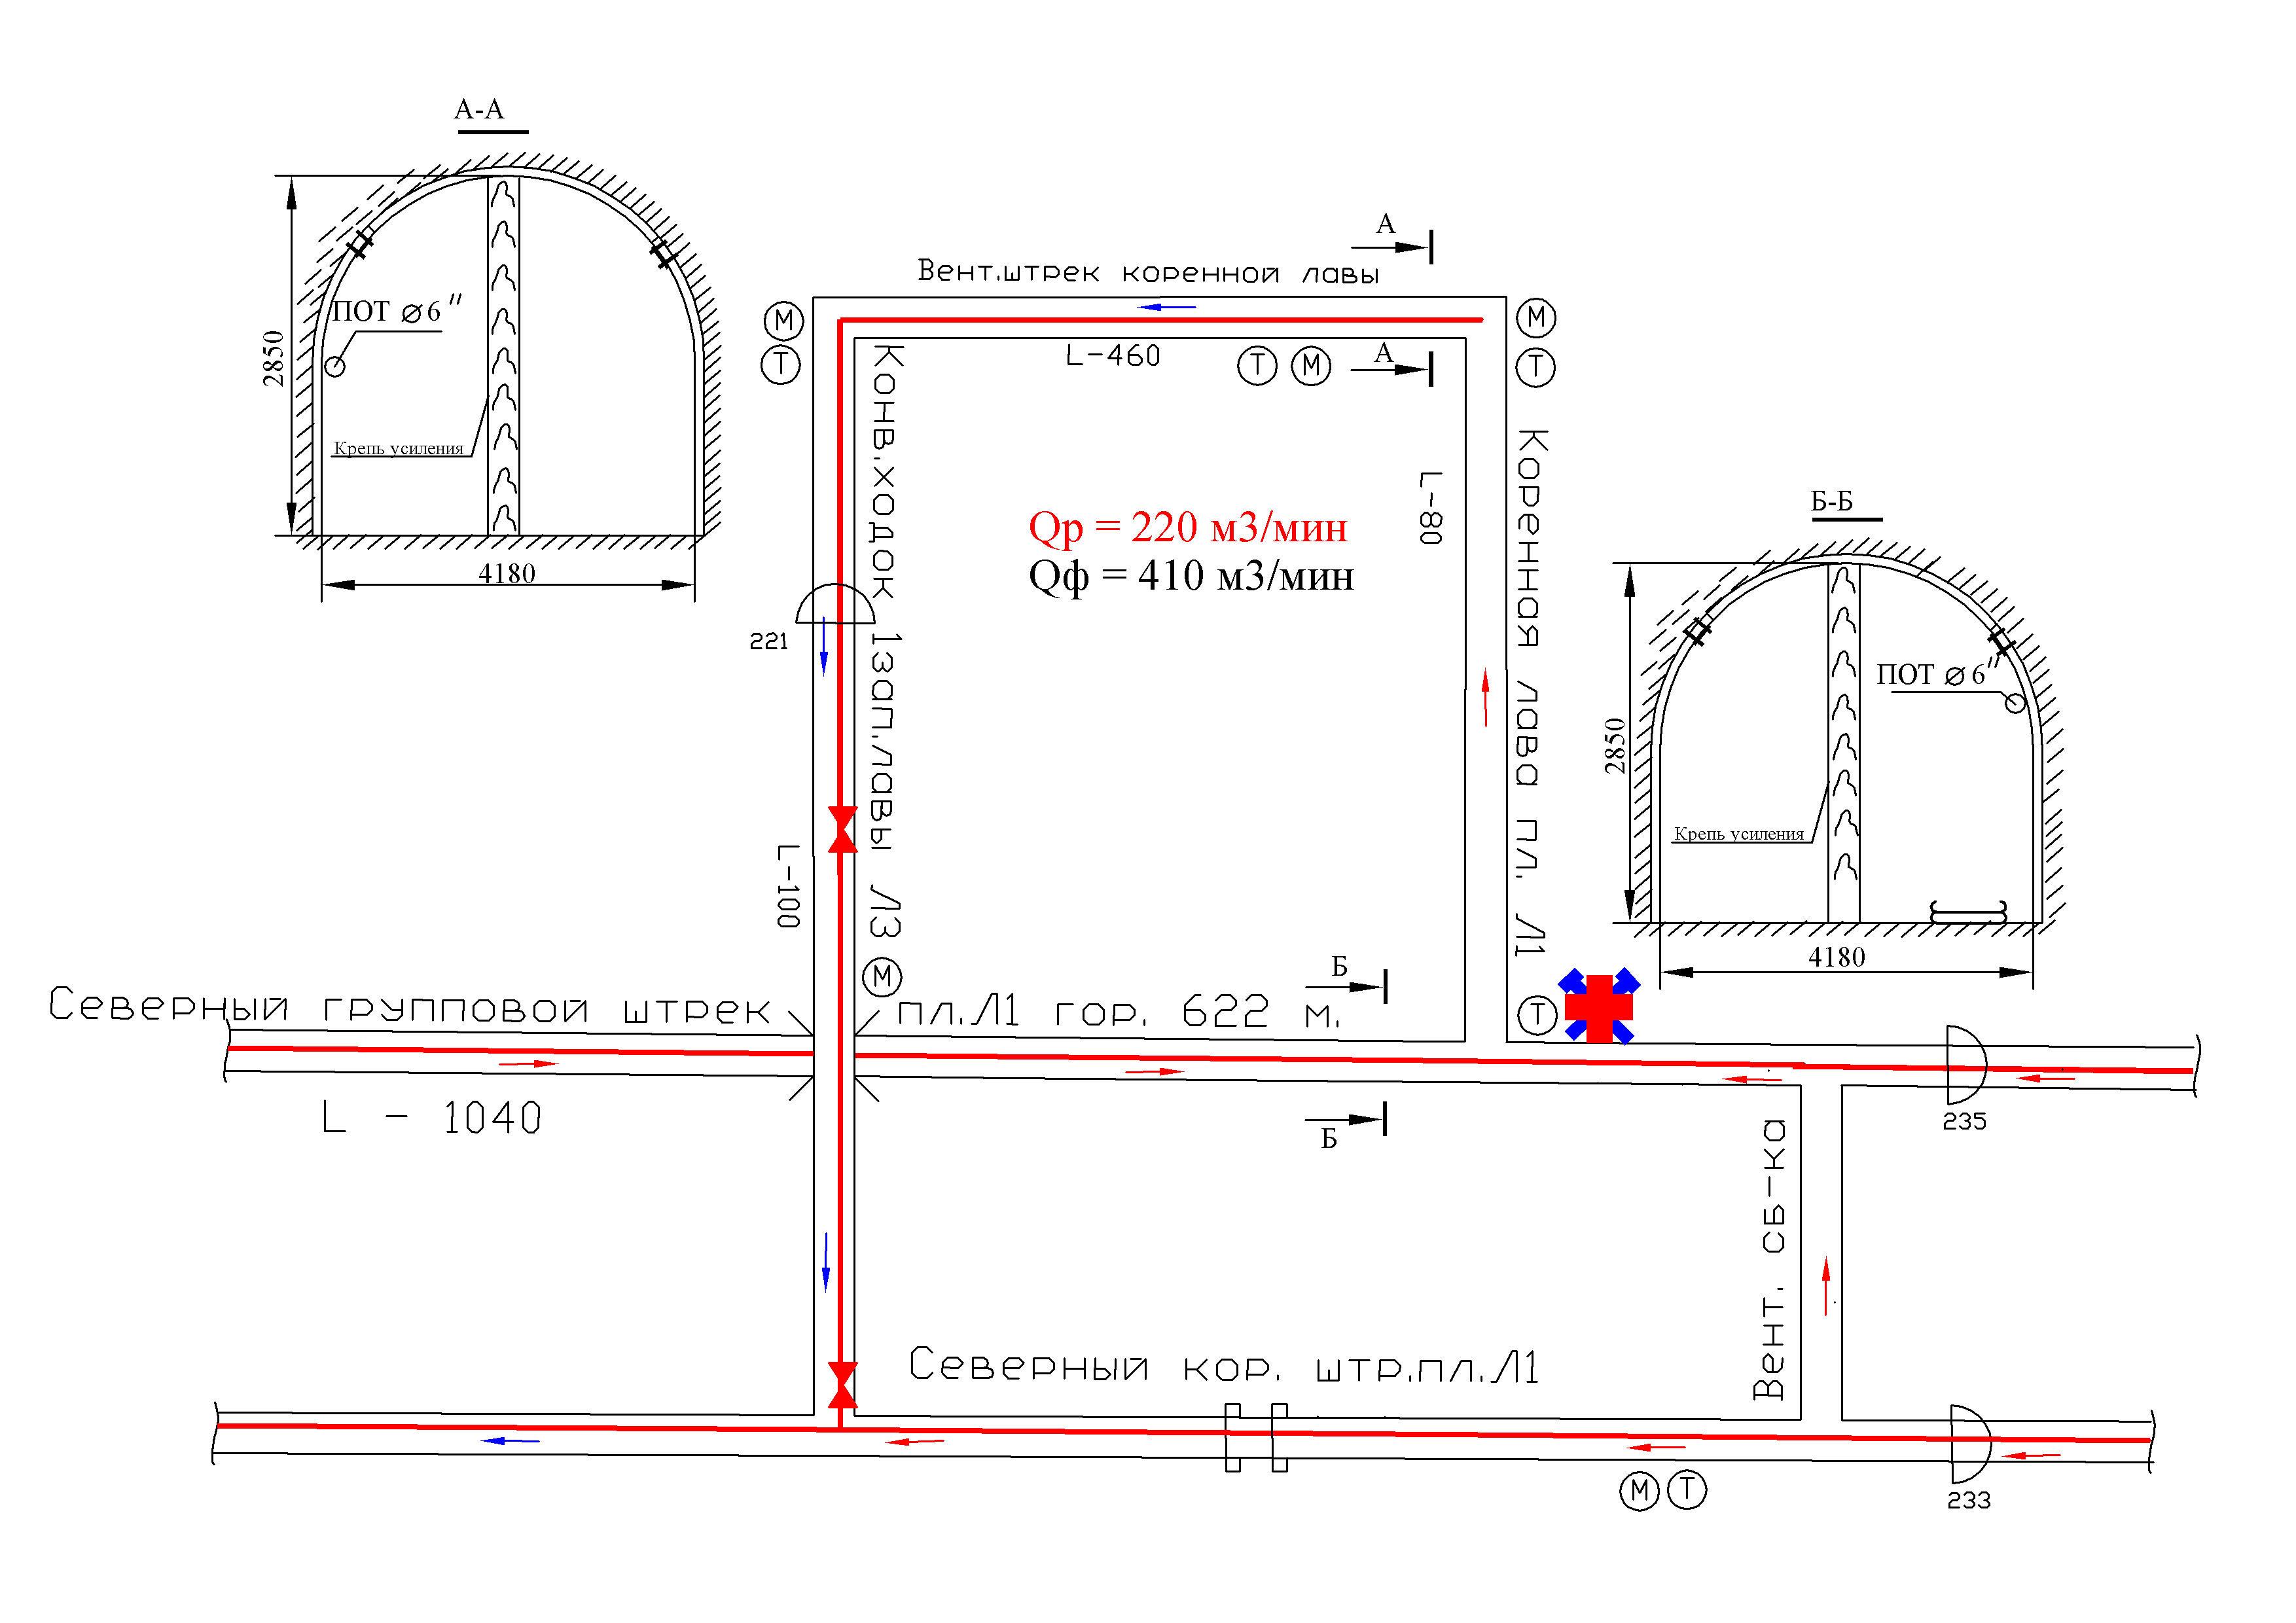 А-А
А
Вент.штрек коренной лавы
ПОТ ⌀6"
М
М
2850
L-460
Т
М
А
Т
Т
Конв.ходок 1зап.лавы Л3
Коренная лава пл. Л1
Крепь усиления
L-80
Б-Б
Qр = 220 м3/мин
Qф = 410 м3/мин
4180
221
ПОТ ⌀6"
2850
Крепь усиления
L-100
М
Б
4180
Северный групповой штрек пл.Л1 гор. 622 м.
Т
L - 1040
Б
235
Вент. сб-ка
Северный кор. штр.пл.Л1
М
Т
233